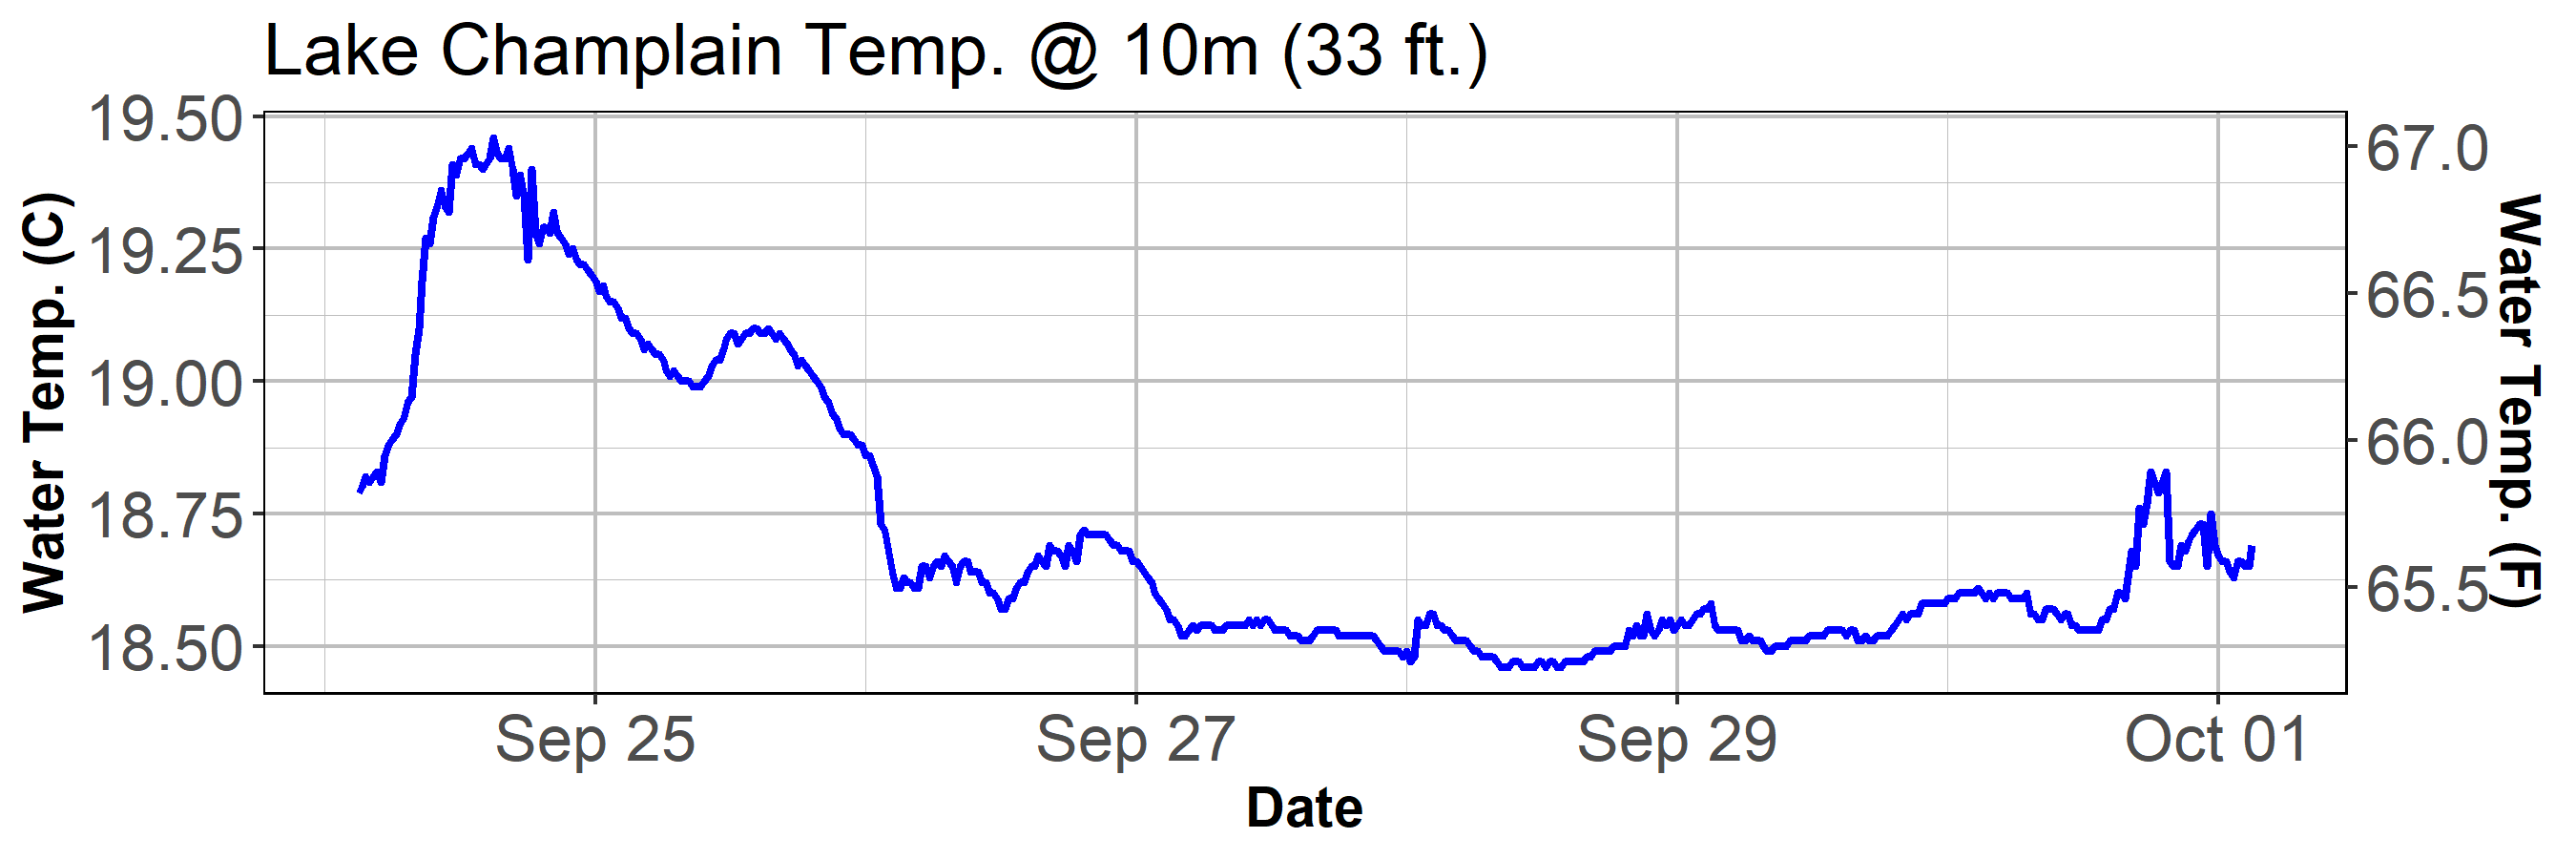 Lake Champlain Temp. @ 10m (33 ft.)
Water Temp. (C)
19.50
19.25
19.00
18.75
18.50
67.0
66.5
66.0
65.5
Water Temp. (F)
Sep 25
Sep 27
Sep 29
Oct 01
Date